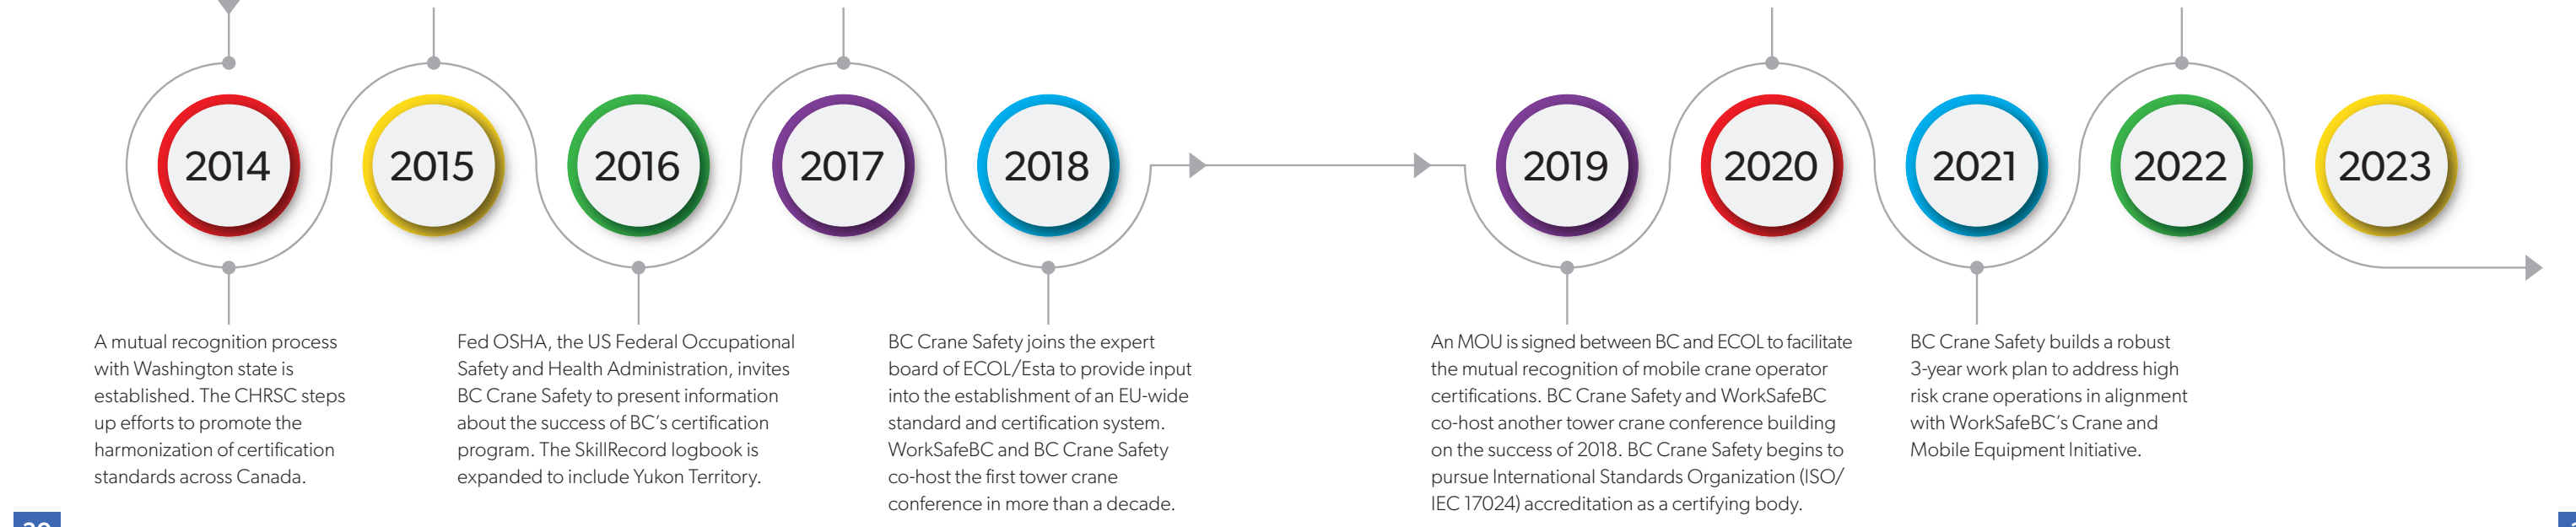 2014
2015
2016
2017
2018
2019
2020
2021
2022
2023
A mutual recognition process
with Washington state is
established. The CHRSC steps
up efforts to promote the
harmonization of certification
standards across Canada.
Fed OSHA, the US Federal Occupational
Safety and Health Administration, invites
BC Crane Safety to present information
about the success of BC’s certification
program. The SkillRecord logbook is
expanded to include Yukon Territory.
BC Crane Safety joins the expert
board of ECOL/Esta to provide input
into the establishment of an EU-wide
standard and certification system.
WorkSafeBC and BC Crane Safety
co-host the first tower crane
conference in more than a decade.
An MOU is signed between BC and ECOL to facilitate
the mutual recognition of mobile crane operator
certifications. BC Crane Safety and WorkSafeBC
co-host another tower crane conference building
on the success of 2018. BC Crane Safety begins to
pursue International Standards Organization (ISO/
IEC 17024) accreditation as a certifying body.
BC Crane Safety builds a robust
3-year work plan to address high
risk crane operations in alignment
with WorkSafeBC’s Crane and
Mobile Equipment Initiative.